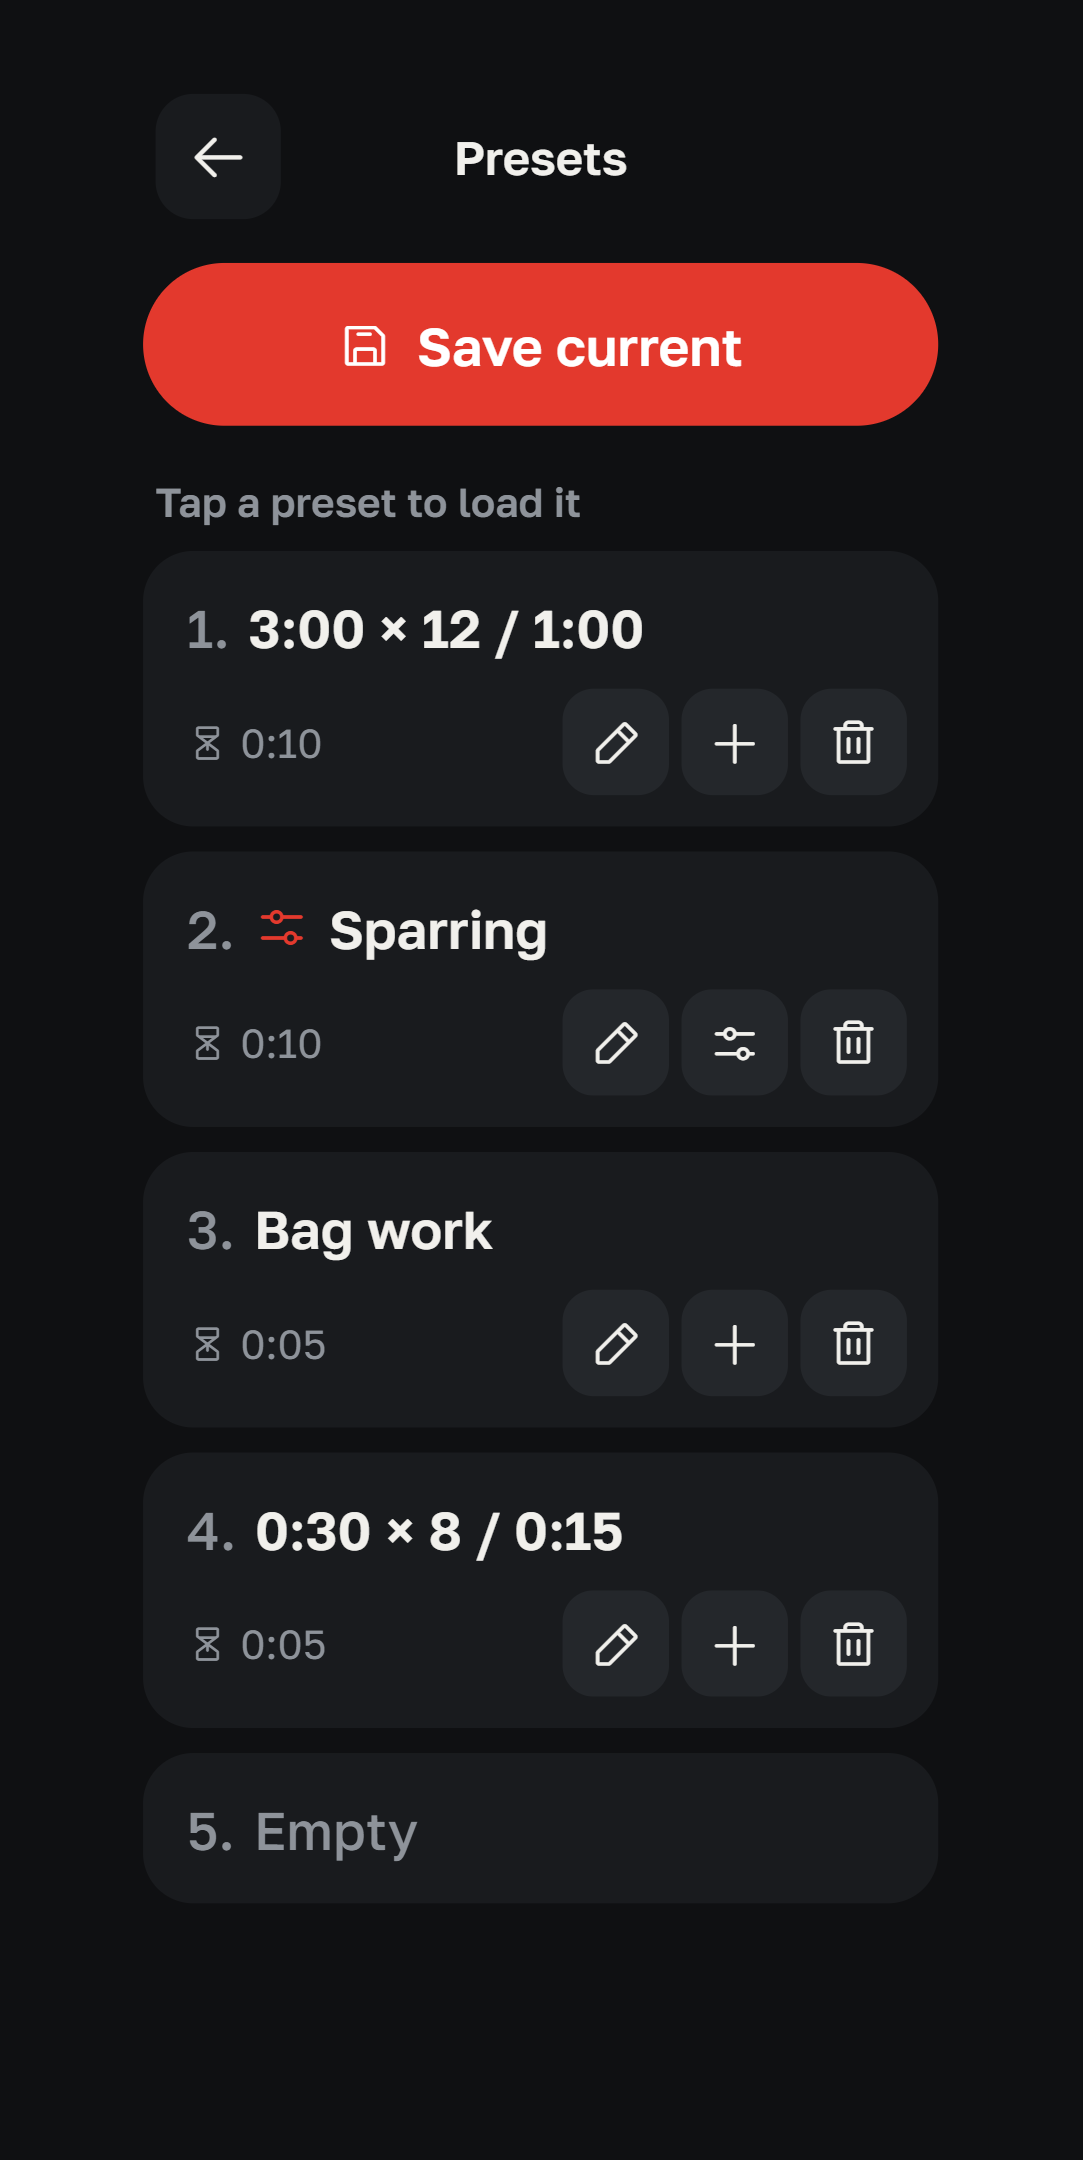 Presets
Save current
Tap a preset to load it
1. 3:00 × 12 / 1:00
0:10
2. Sparring
0:10
3. Bag work
0:05
4. 0:30 × 8 / 0:15
0:05
5. Empty